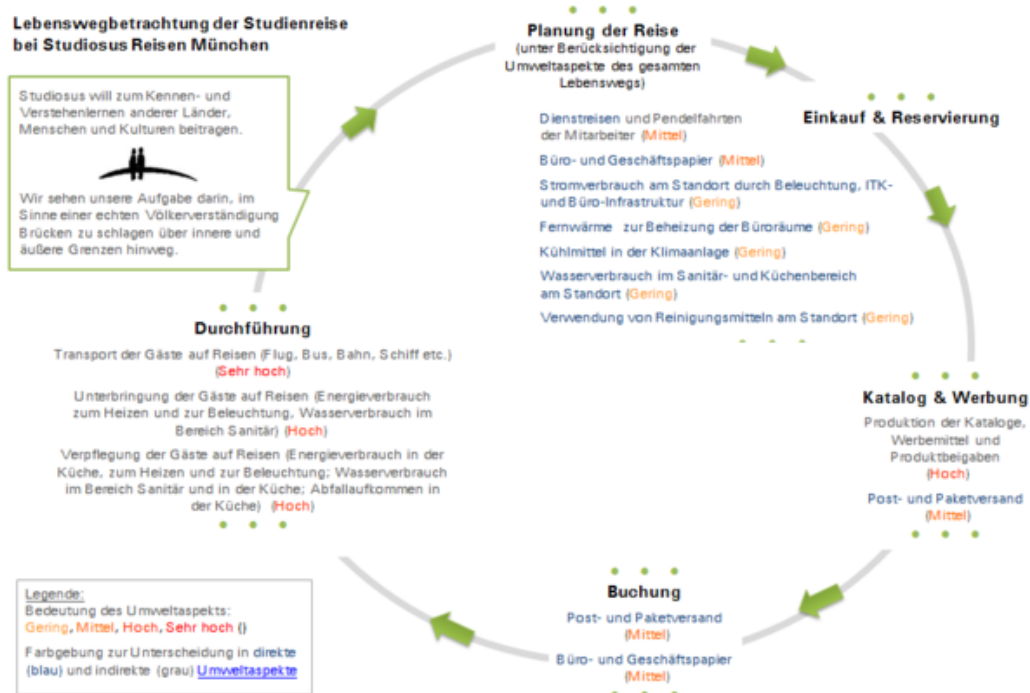 Lebenswegbetrachtung der Studienreise
bei Studiosus Reisen München
Studiosus will zum Kennen- und
Verstehenlernen anderer Länder,
Menschen und Kulturen beitragen.
Wir sehen unsere Aufgabe darin, im
Sinne einer echten Völkerverständigung
Brücken zu schlagen über innere und
äußere Grenzen hinweg.
Planung der Reise
(unter Berücksichtigung der
Umweltaspekte des gesamten
Lebenswegs)
Dienstreisen und Pendelfahrten
der Mitarbeiter (Mittel)
Büro- und Geschäftspapier (Mittel)
Stromverbrauch am Standort durch Beleuchtung, ITK-
und Büro-Infrastruktur (Gering)
Fernwärme zur Beheizung der Büroräume (Gering)
Kühlmittel in der Klimaanlage (Gering)
Wasserverbrauch im Sanitär- und Küchenbereich
am Standort (Gering)
Verwendung von Reinigungsmitteln am Standort (Gering)
Einkauf & Reservierung
Katalog & Werbung
Produktion der Kataloge,
Werbemittel und
Produktbeigaben
(Hoch)
Post- und Paketversand
(Mittel)
Buchung
Post- und Paketversand
(Mittel)
Büro- und Geschäftspapier
(Mittel)
Durchführung
Transport der Gäste auf Reisen (Flug, Bus, Bahn, Schiff etc.)
(Sehr hoch)
Unterbringung der Gäste auf Reisen (Energieverbrauch
zum Heizen und zur Beleuchtung, Wasserverbrauch im
Bereich Sanitär) (Hoch)
Verpflegung der Gäste auf Reisen (Energieverbrauch in der
Küche, zum Heizen und zur Beleuchtung; Wasserverbrauch
im Bereich Sanitär und in der Küche; Abfallaufkommen in
der Küche) (Hoch)
Legende:
Bedeutung des Umweltaspekts:
Gering, Mittel, Hoch, Sehr hoch ()
Farbgebung zur Unterscheidung in direkte
(blau) und indirekte (grau) Umweltaspekte